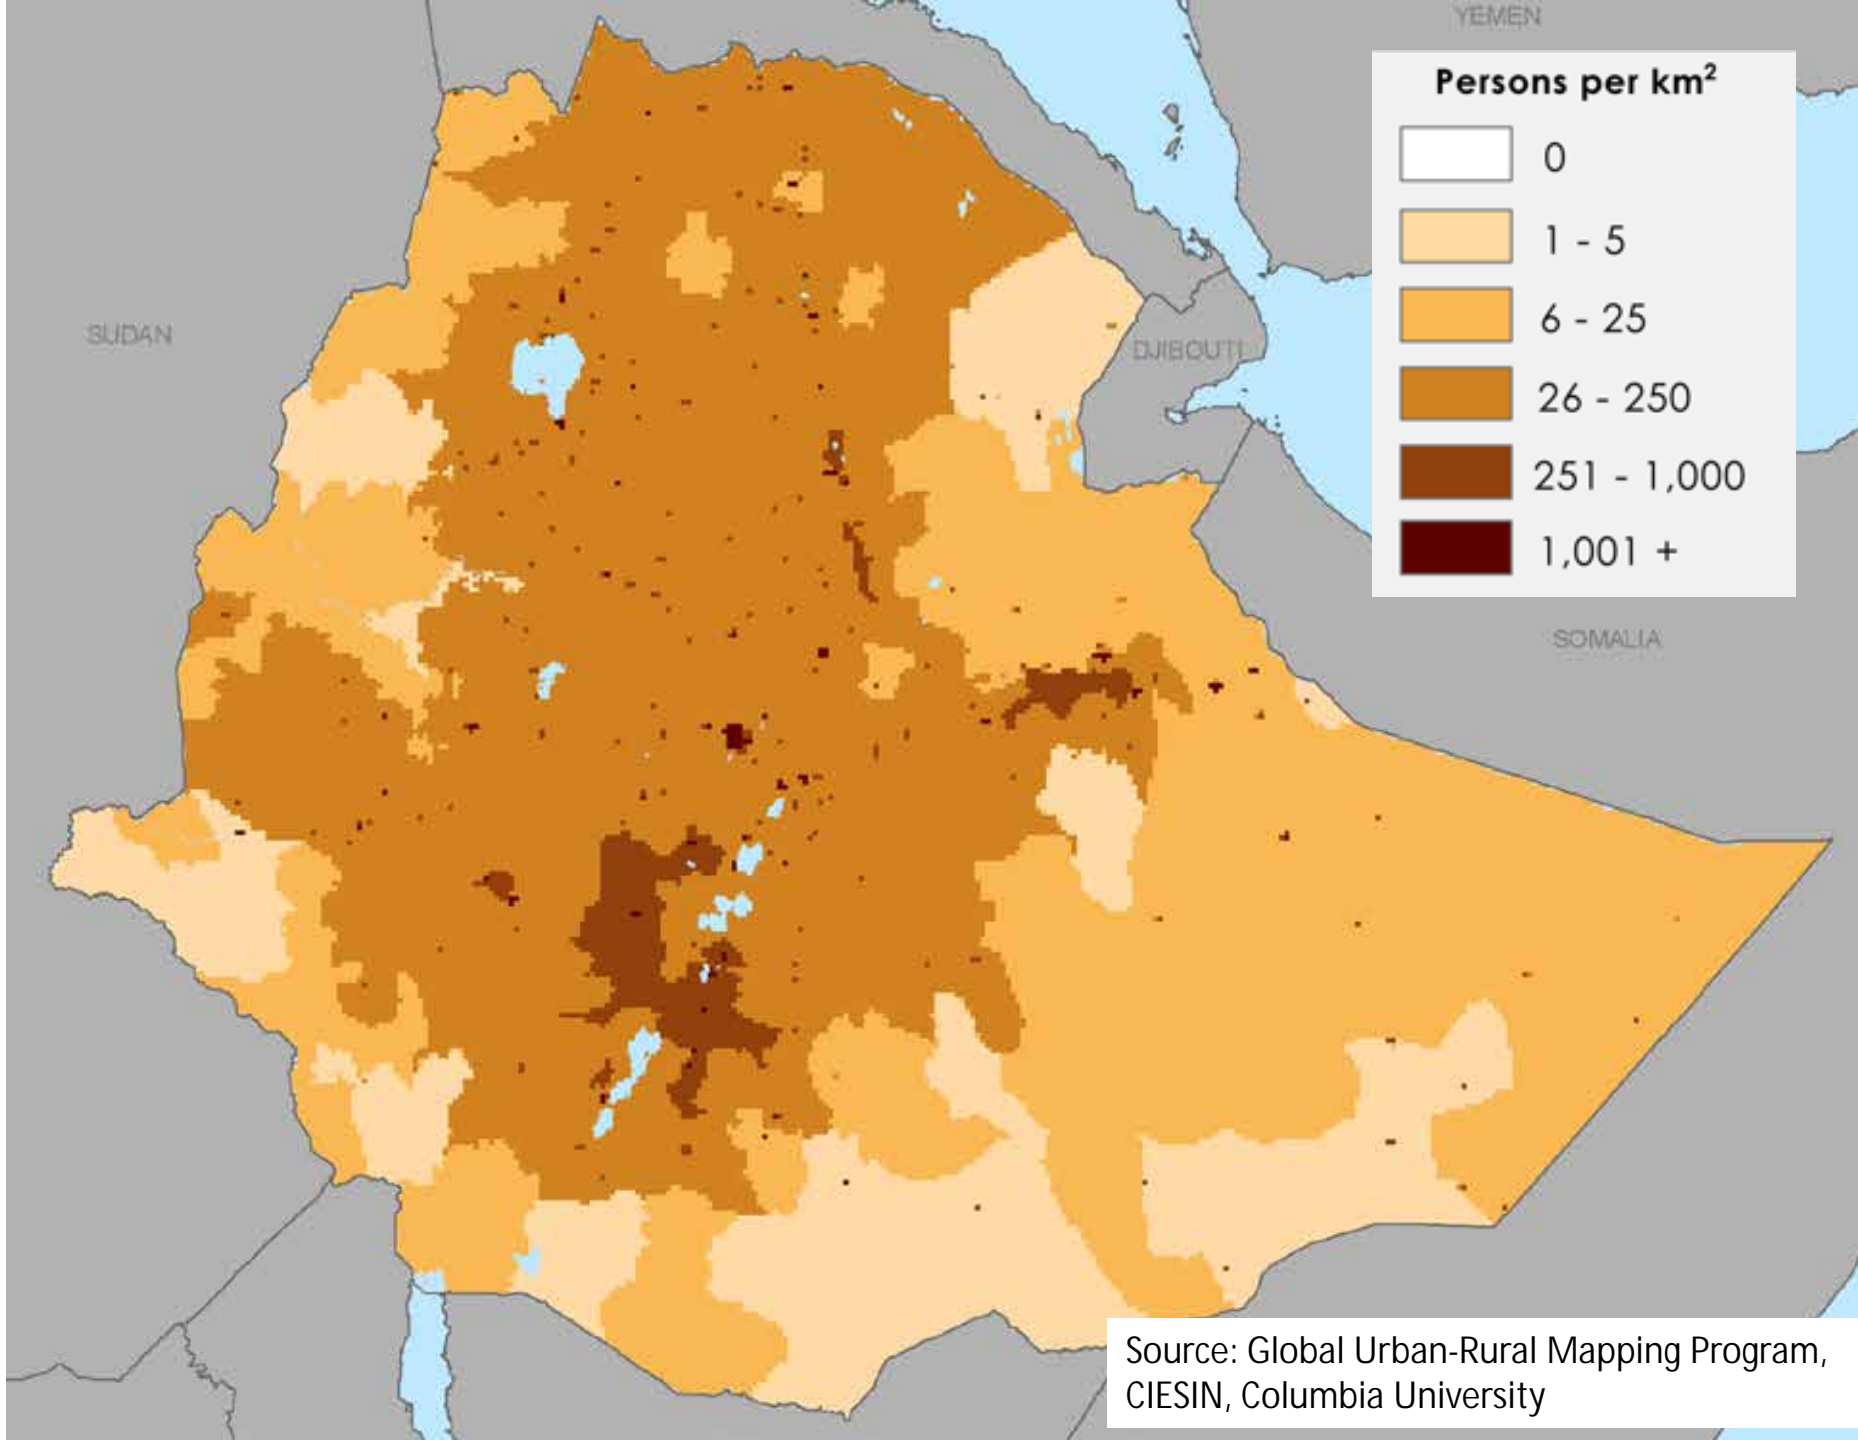 YEMEN
Persons per km²
0
1 - 5
6 - 25
26 - 250
251 - 1,000
1,001 +
SUDAN
DJIBOUTI
SOMALIA
Source: Global Urban-Rural Mapping Program,
CIESIN, Columbia University